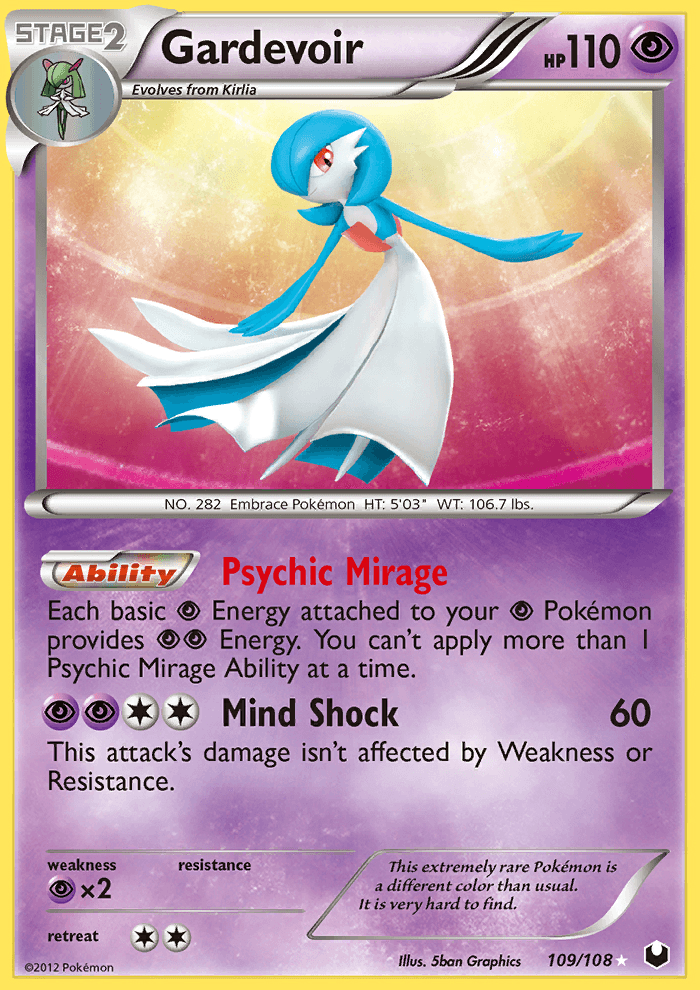 STAGE2
Gardevoir
HP110
Evolves from Kirlia
NO. 282 Embrace Pokémon HT: 5'03" WT: 106.7 lbs.
Ability Psychic Mirage
Each basic Energy attached to your Pokémon
provides Energy. You can't apply more than 1
Psychic Mirage Ability at a time.
Mind Shock 60
This attack's damage isn't affected by Weakness or
Resistance.
weakness resistance
×2
retreat
This extremely rare Pokémon is
a different color than usual.
It is very hard to find.
©2012 Pokémon
Illus. 5ban Graphics 109/108